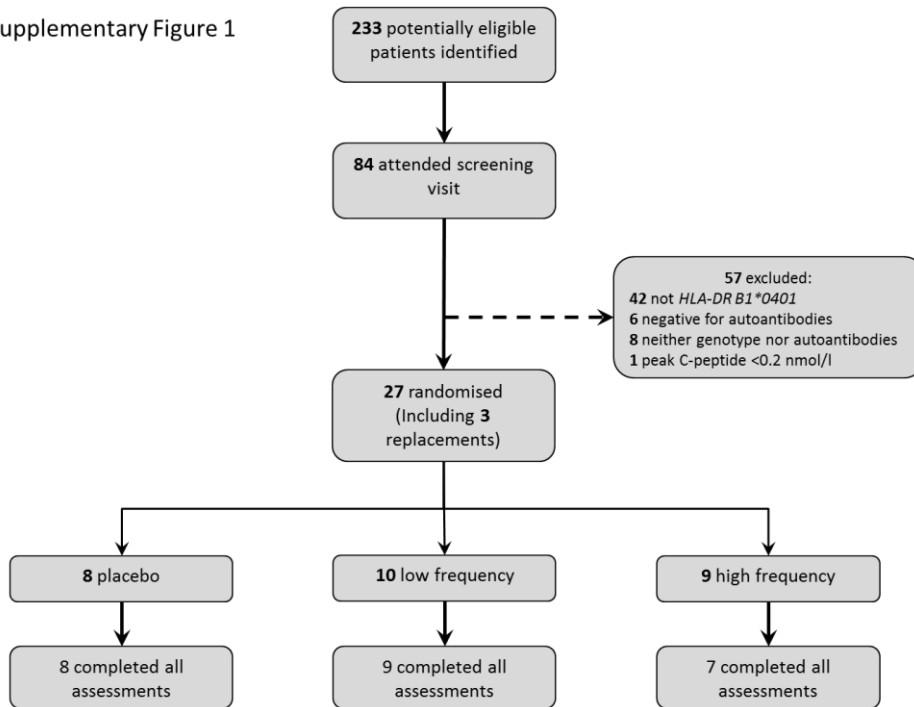 upplementary Figure 1
233 potentially eligible
patients identified
84 attended screening
visit
57 excluded:
42 not HLA-DR B1*0401
6 negative for autoantibodies
8 neither genotype nor autoantibodies
1 peak C-peptide <0.2 nmol/l
27 randomised
(Including 3
replacements)
8 placebo
10 low frequency
9 high frequency
8 completed all
assessments
9 completed all
assessments
7 completed all
assessments